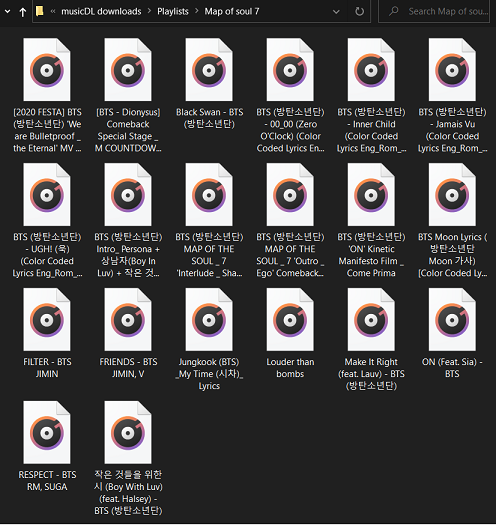 « musicDL downloads › Playlists › Map of soul 7
Search Map of sou...
[2020 FESTA] BTS
(방탄소년단) 'We
are Bulletproof _
the Eternal' MV ...
[BTS - Dionysus]
Comeback
Special Stage _
M COUNTDOW...
Black Swan - BTS
(방탄소년단)
BTS (방탄소년단)
- 00_00 (Zero
O'Clock) (Color
Coded Lyrics En...
BTS (방탄소년단)
- Inner Child
(Color Coded
Lyrics Eng_Rom_...
BTS (방탄소년단)
- Jamais Vu
(Color Coded
Lyrics Eng_Rom_...
BTS (방탄소년단)
- UGH! (욱)
(Color Coded
Lyrics Eng_Rom_...
BTS (방탄소년단)
Intro_ Persona +
상남자(Boy In
Luv) + 작은 것...
BTS (방탄소년단)
MAP OF THE
SOUL _ 7
'Interlude _ Sha...
BTS (방탄소년단)
MAP OF THE
SOUL _ 7 'Outro _
Ego' Comeback...
BTS (방탄소년단)
'ON' Kinetic
Manifesto Film _
Come Prima
BTS Moon Lyrics (
방탄소년단
Moon 가사)
[Color Coded Ly...
FILTER - BTS
JIMIN
FRIENDS - BTS
JIMIN, V
Jungkook (BTS)
_My Time (시차)_
Lyrics
Louder than
bombs
Make It Right
(feat. Lauv) - BTS
(방탄소년단)
ON (Feat. Sia) -
BTS
RESPECT - BTS
RM, SUGA
작은 것들을 위한
시 (Boy With Luv)
(feat. Halsey) -
BTS (방탄소년단)